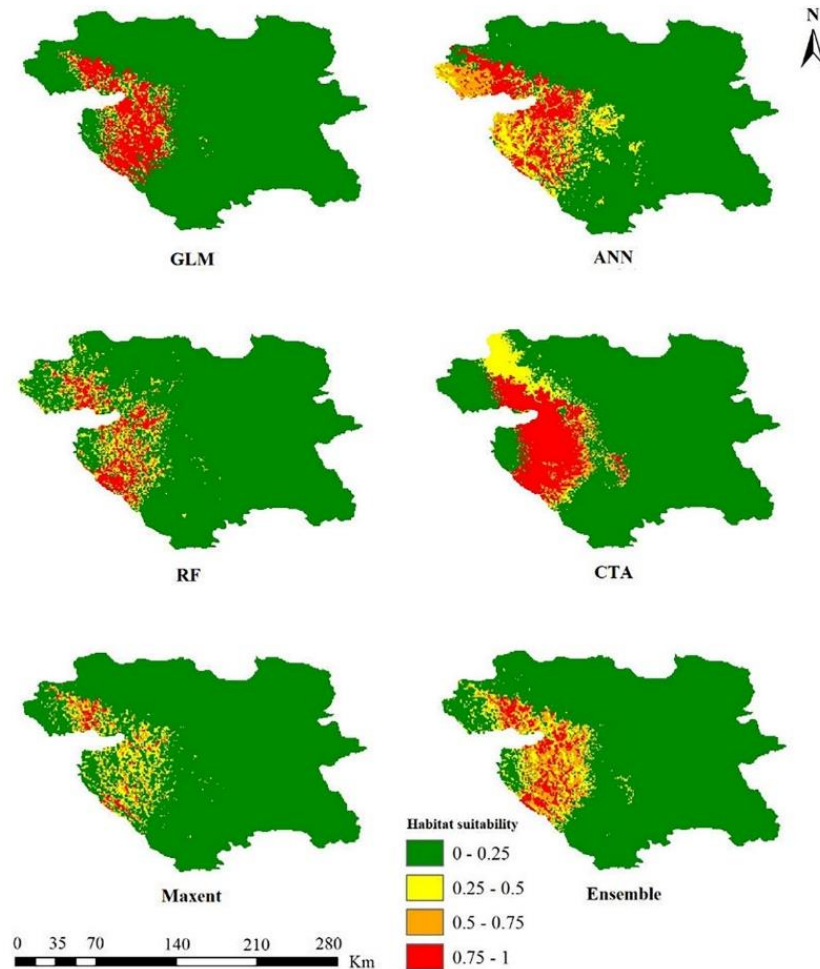 N
GLM
ANN
RF
CTA
Maxent
Ensemble
Habitat suitability
0 - 0.25
0.25 - 0.5
0.5 - 0.75
0.75 - 1
0 35 70 140 210 280
Km